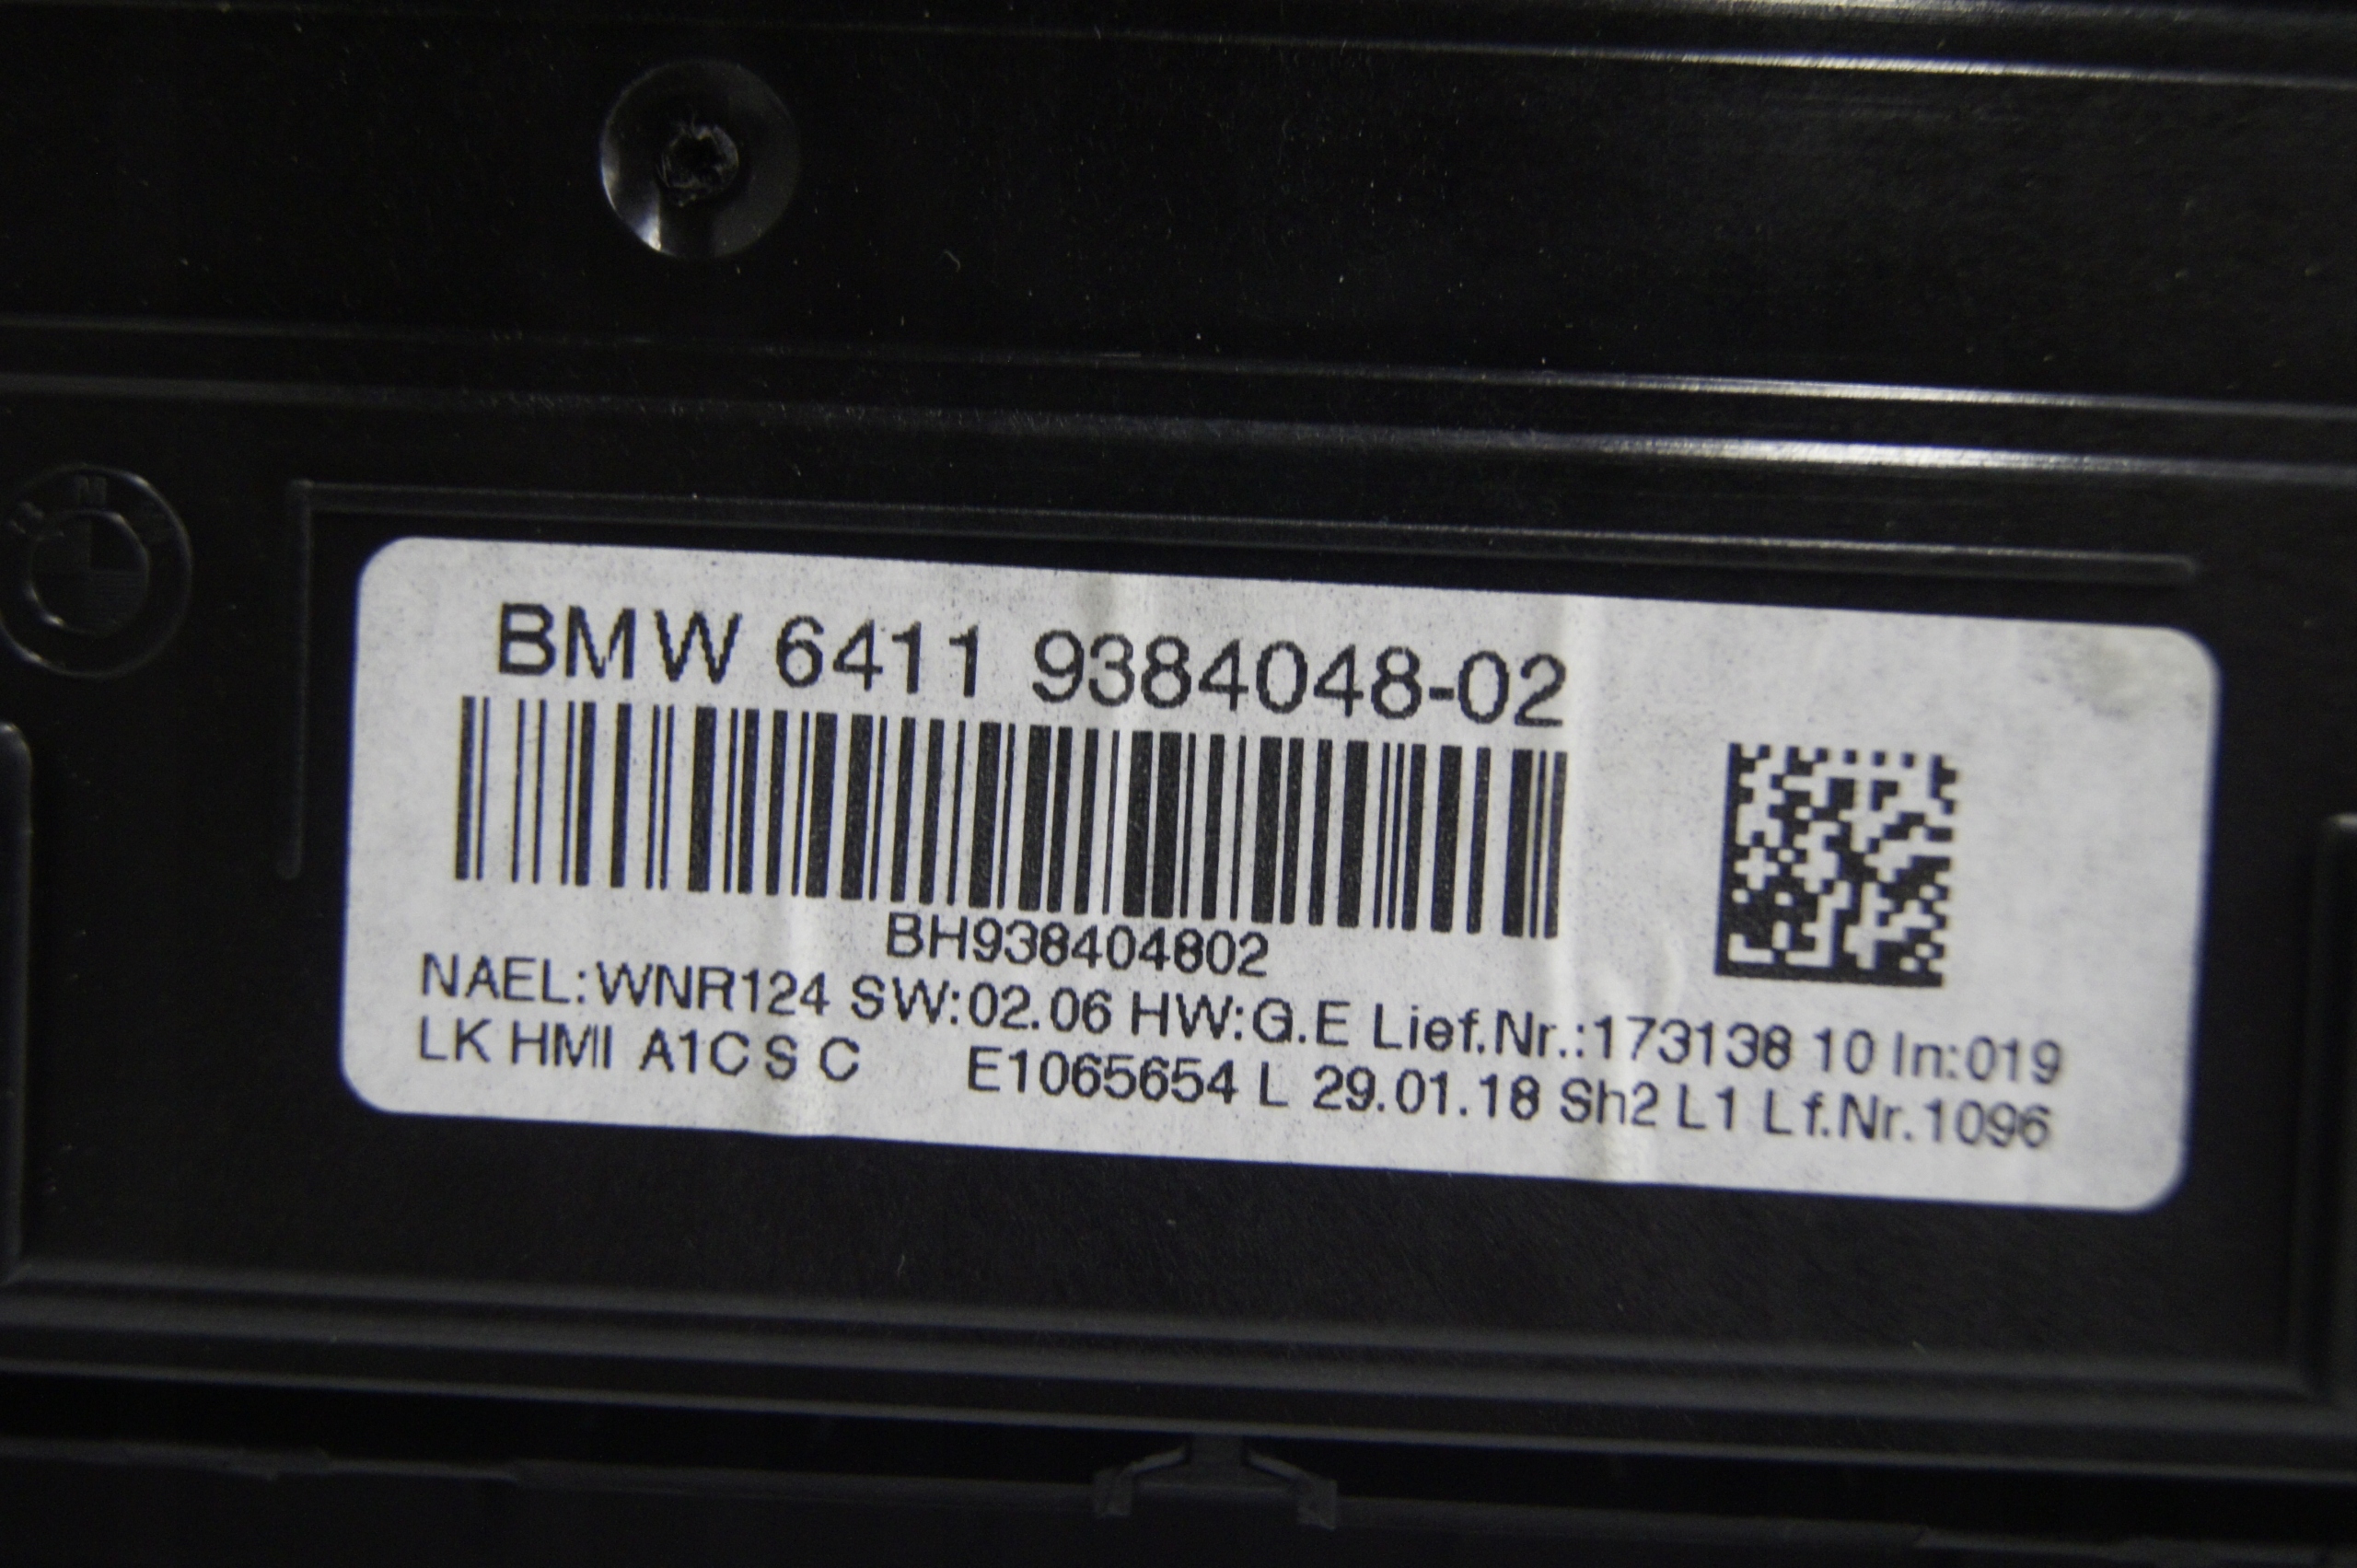 BMW 6411 9384048-02
BH938404802
NAEL:WNR124 SW:02.06 HW:G.E Lief.Nr.:173138 10 In:019
LK HMI A1C S C E1065654 L 29.01.18 Sh2 L1 Lf.Nr.1096